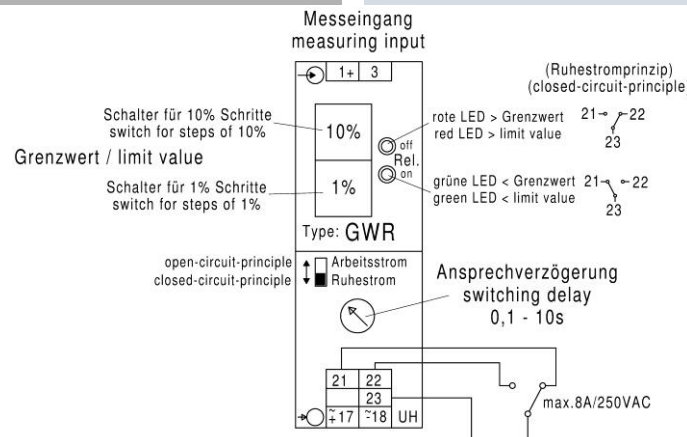 Messeingang
measuring input
1+ 3
(Ruhestromprinzip)
(closed-circuit-principle)
Schalter für 10% Schritte
switch for steps of 10%
10%
rote LED > Grenzwert
red LED > limit value
off
Rel.
on
21 22
23
Grenzwert / limit value
Schalter für 1% Schritte
switch for steps of 1%
1%
grüne LED < Grenzwert
green LED < limit value
21 22
23
Type: GWR
open-circuit-principle
closed-circuit-principle
Arbeitsstrom
Ruhestrom
Ansprechverzögerung
switching delay
0,1 - 10s
21 22
23
max.8A/250VAC
~+17 ~-18 UH